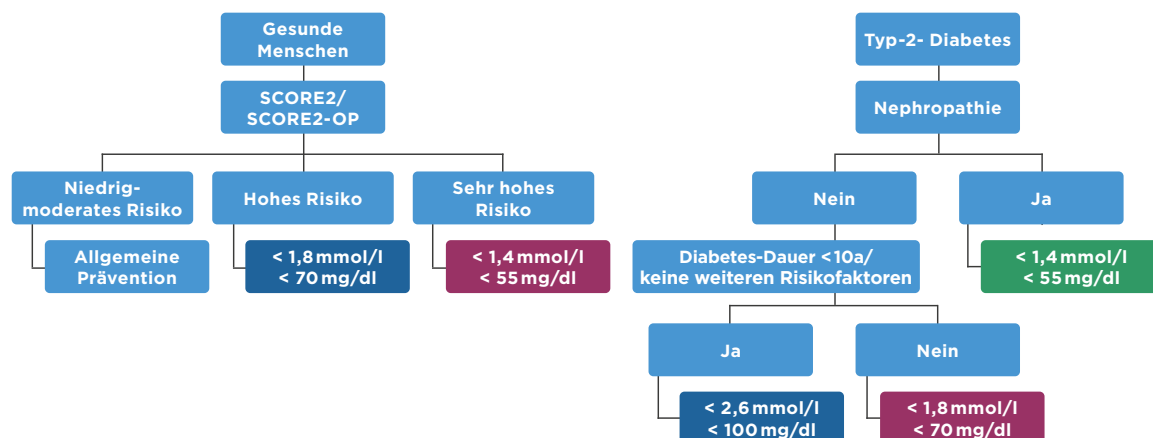 Gesunde
Menschen
SCORE2/
SCORE2-OP
Niedrig-
moderates Risiko
Hohes Risiko
Sehr hohes
Risiko
Allgemeine
Prävention
< 1,8 mmol/l
< 70 mg/dl
< 1,4 mmol/l
< 55 mg/dl
Typ-2- Diabetes
Nephropathie
Nein
Ja
Diabetes-Dauer <10a/
keine weiteren Risikofaktoren
< 1,4 mmol/l
< 55 mg/dl
Ja
Nein
< 2,6 mmol/l
< 100 mg/dl
< 1,8 mmol/l
< 70 mg/dl